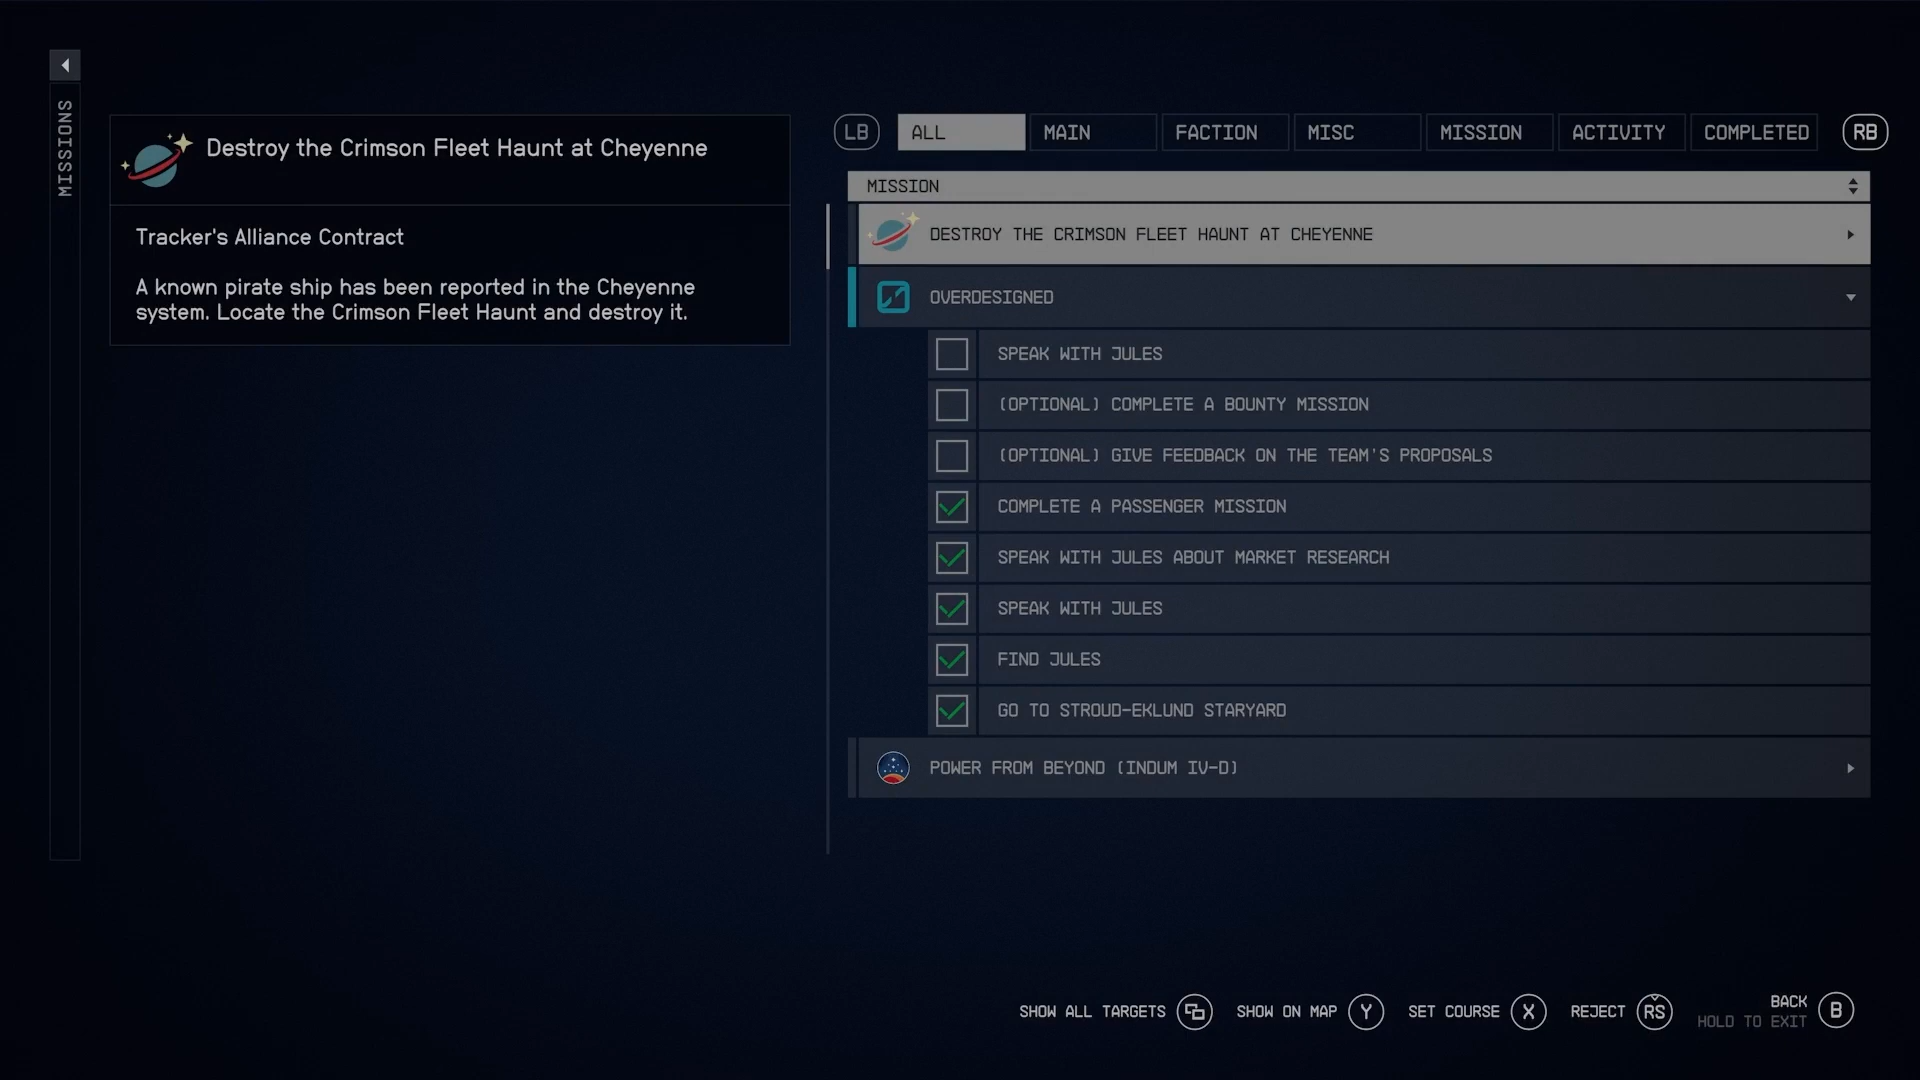 MISSIONS
Destroy the Crimson Fleet Haunt at Cheyenne
Tracker's Alliance Contract
A known pirate ship has been reported in the Cheyenne
system. Locate the Crimson Fleet Haunt and destroy it.
LB ALL MAIN FACTION MISC MISSION ACTIVITY COMPLETED RB
MISSION
DESTROY THE CRIMSON FLEET HAUNT AT CHEYENNE
OVERDESIGNED
SPEAK WITH JULES
(OPTIONAL) COMPLETE A BOUNTY MISSION
(OPTIONAL) GIVE FEEDBACK ON THE TEAM'S PROPOSALS
COMPLETE A PASSENGER MISSION
SPEAK WITH JULES ABOUT MARKET RESEARCH
SPEAK WITH JULES
FIND JULES
GO TO STROUD-EKLUND STARYARD
POWER FROM BEYOND (INDUM IV-D)
SHOW ALL TARGETS SHOW ON MAP Y SET COURSE X REJECT RS BACK B
HOLD TO EXIT